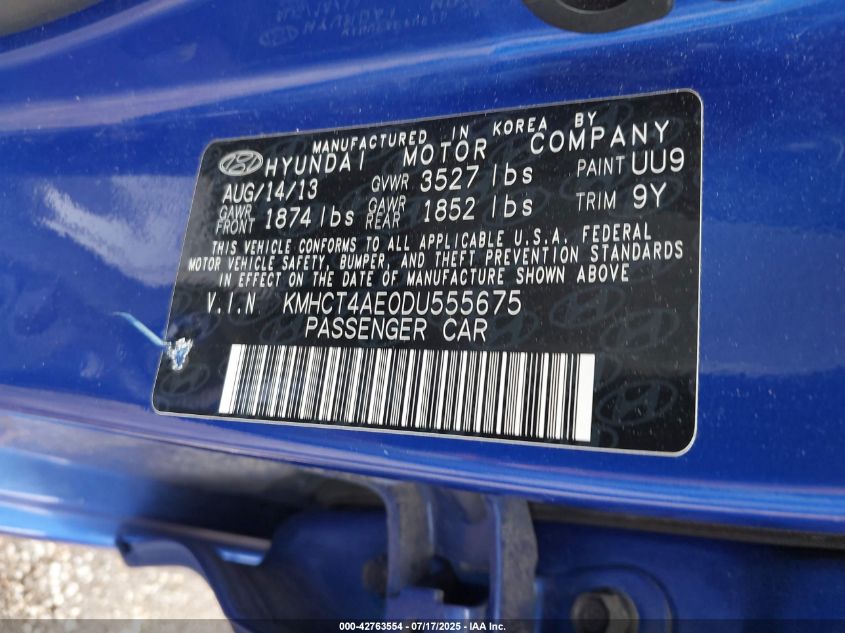 MANUFACTURED IN KOREA BY
HYUNDAI MOTOR COMPANY
AUG/14/13 GVWR 3527 lbs PAINT UU9
GAWR FRONT 1874 lbs GAWR REAR 1852 lbs TRIM 9Y
THIS VEHICLE CONFORMS TO ALL APPLICABLE U.S.A. FEDERAL
MOTOR VEHICLE SAFETY, BUMPER, AND THEFT PREVENTION STANDARDS
IN EFFECT ON THE DATE OF MANUFACTURE SHOWN ABOVE
V.I.N KMHCT4AE0DU555675
PASSENGER CAR
000-42763554 | 07/17/2025 | IAA Inc.